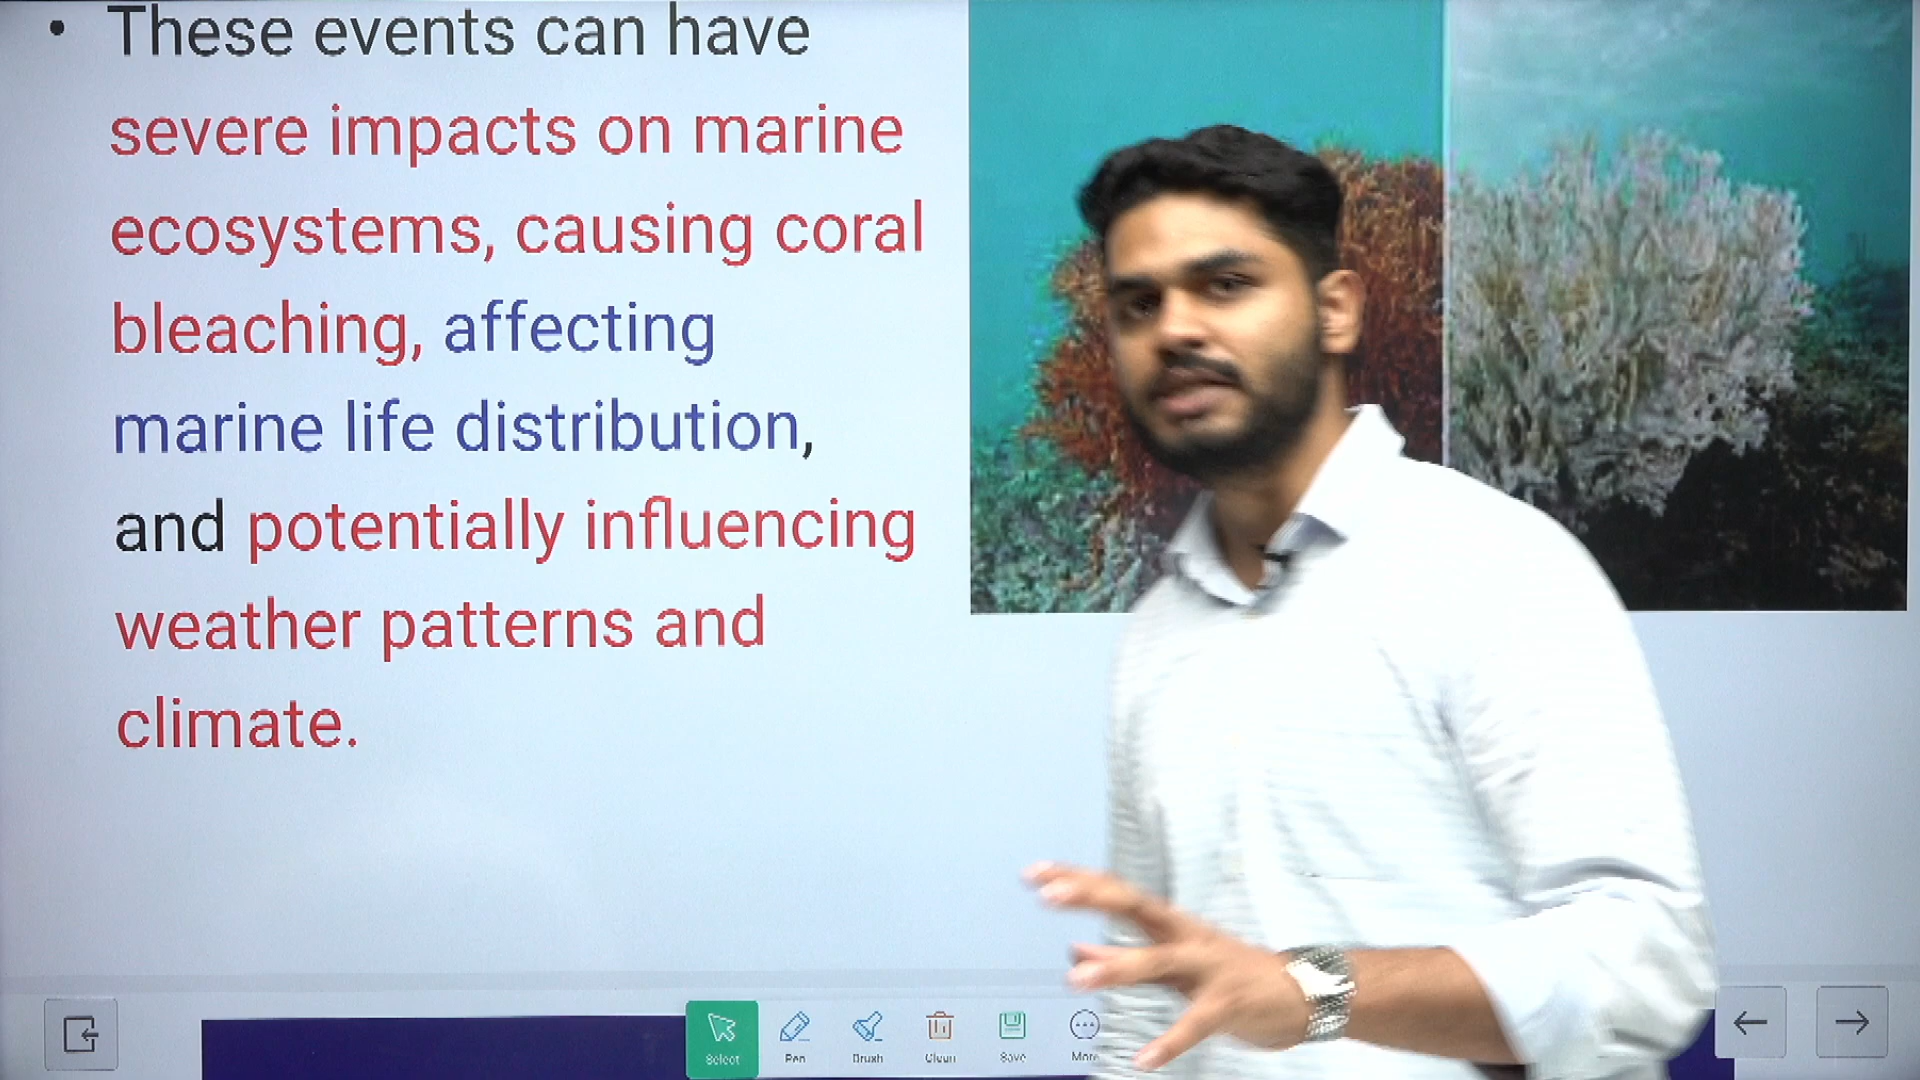 • These events can have
severe impacts on marine
ecosystems, causing coral
bleaching, affecting
marine life distribution,
and potentially influencing
weather patterns and
climate.
Select Pen Brush Clean Save More